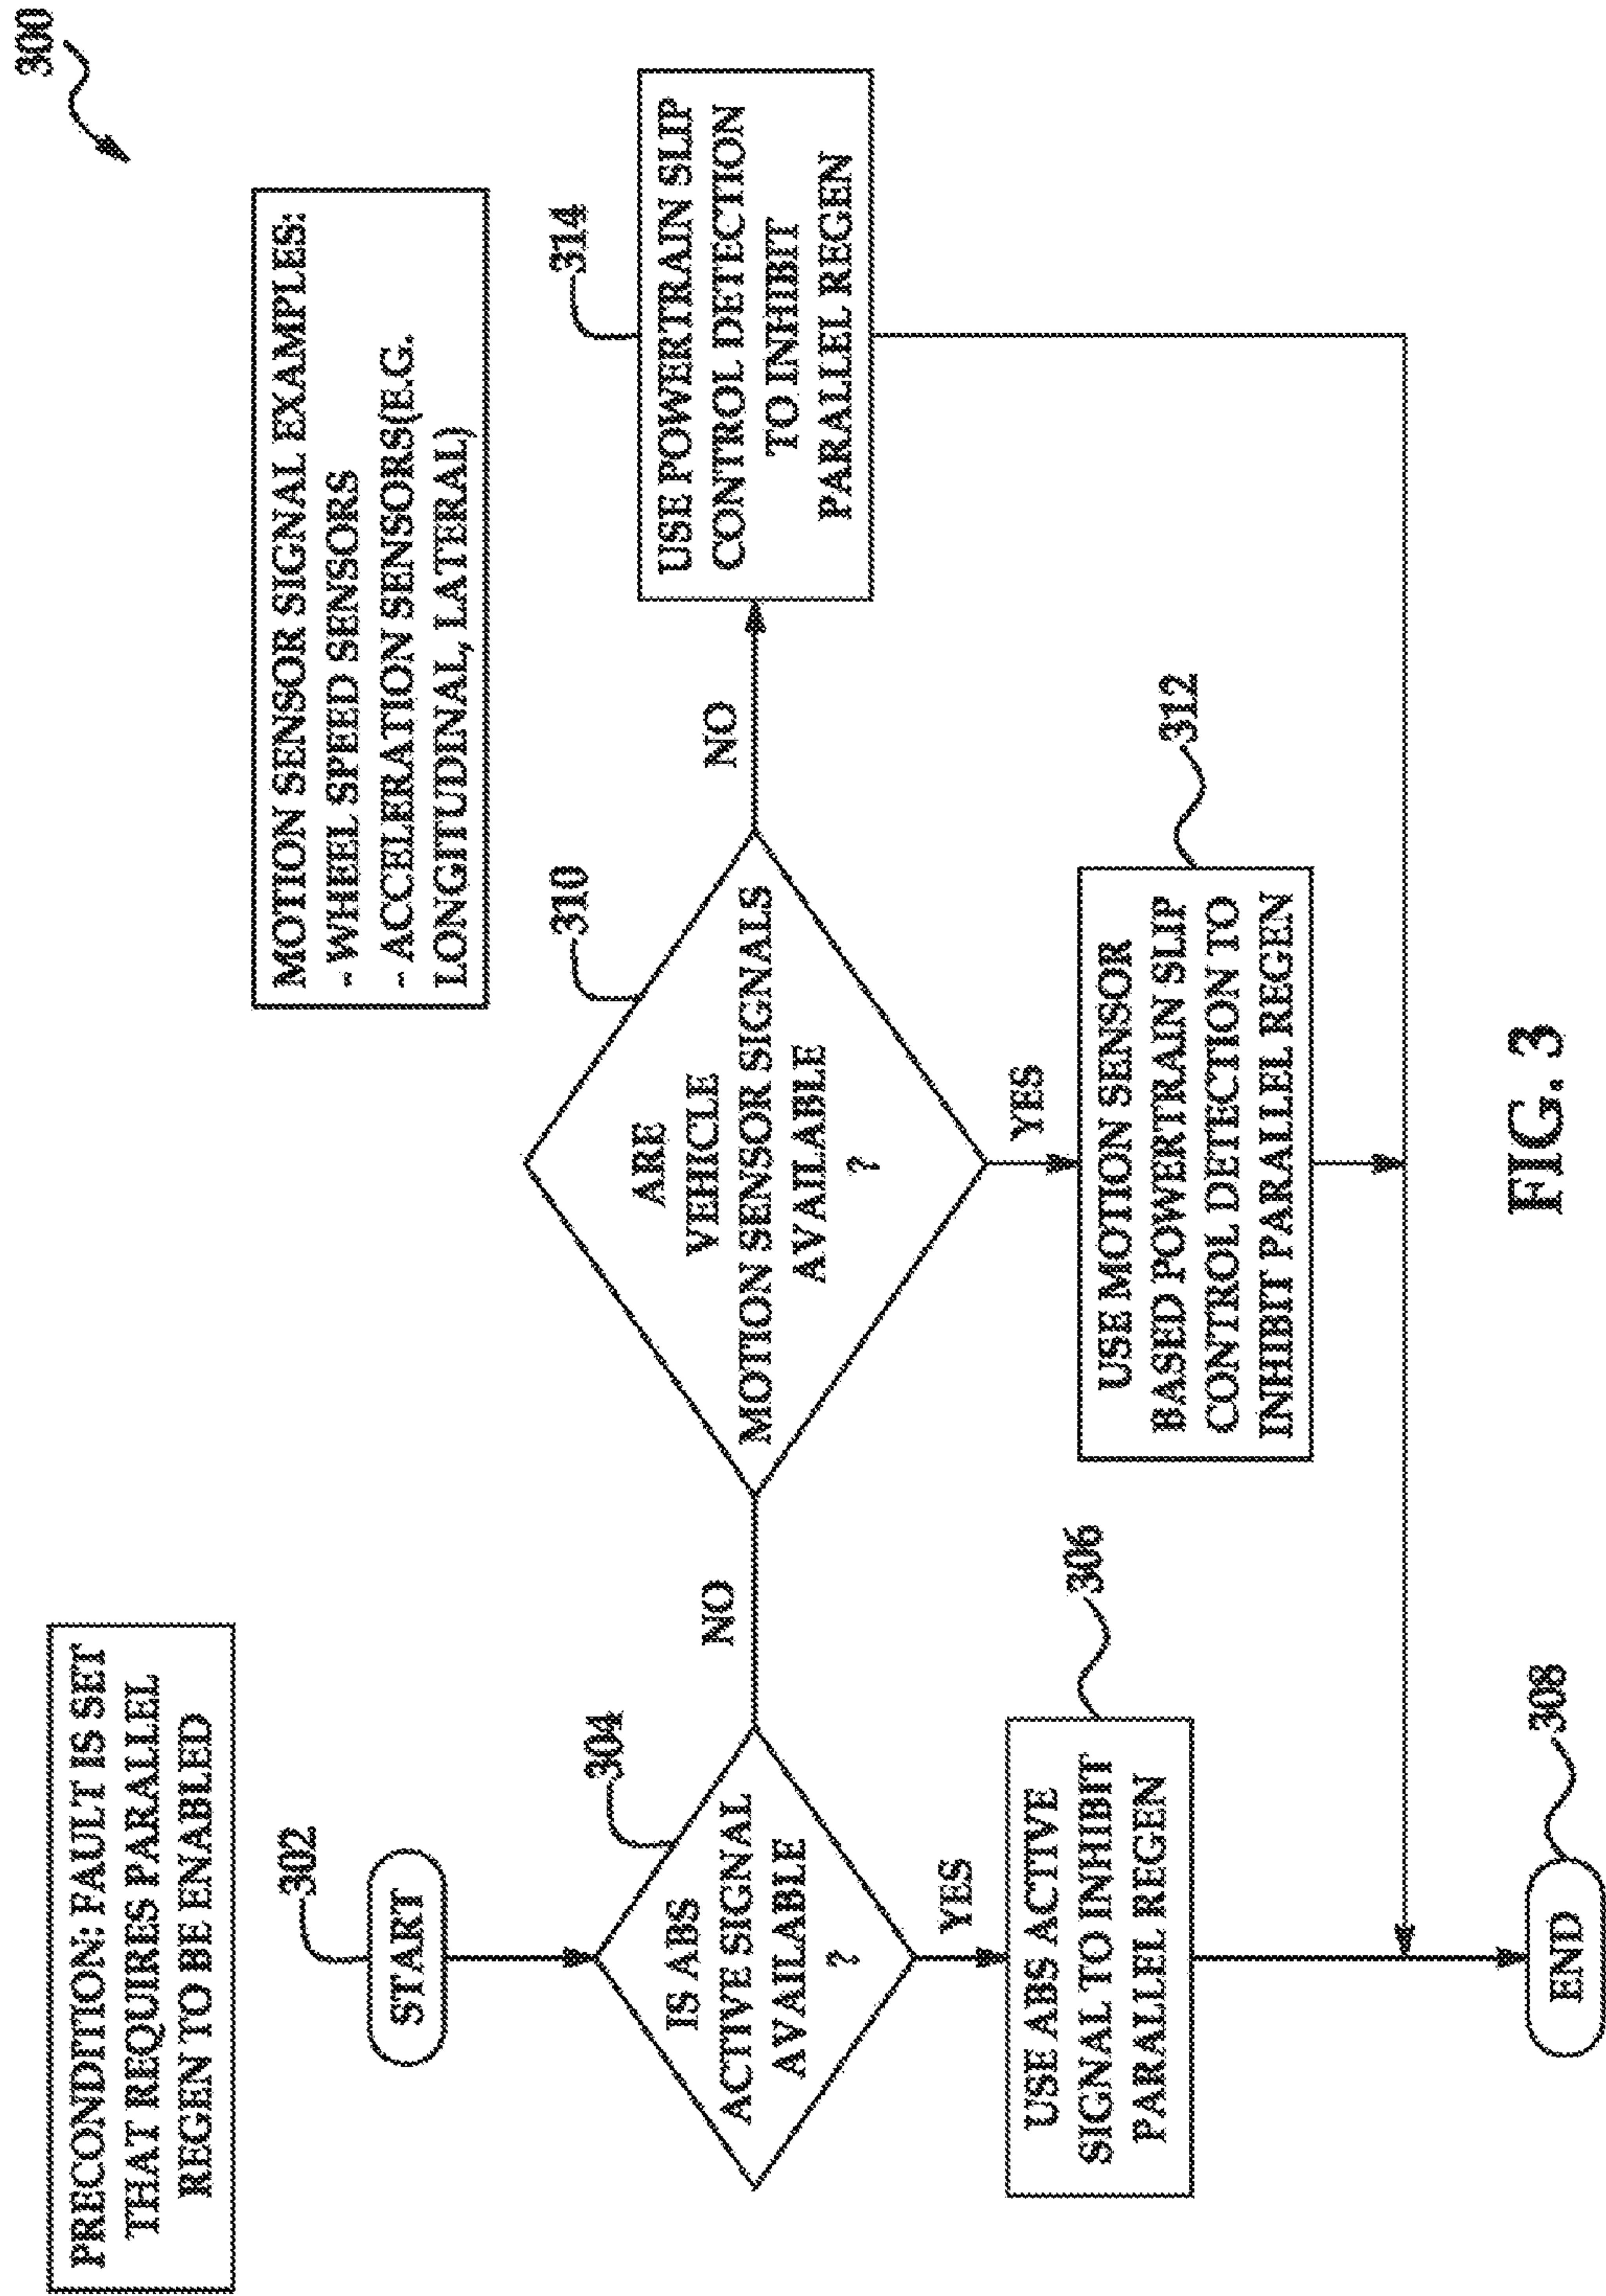 300
PRECONDITION: FAULT IS SET
THAT REQUIRES PARALLEL
REGEN TO BE ENABLED
MOTION SENSOR SIGNAL EXAMPLES:
- WHEEL SPEED SENSORS
- ACCELERATION SENSORS(E.G.
LONGITUDINAL, LATERAL)
302
START
304
IS ABS
ACTIVE SIGNAL
AVAILABLE
?
NO
YES
306
USE ABS ACTIVE
SIGNAL TO INHIBIT
PARALLEL REGEN
310
ARE
VEHICLE
MOTION SENSOR SIGNALS
AVAILABLE
?
NO
YES
314
USE POWERTRAIN SLIP
CONTROL DETECTION
TO INHIBIT
PARALLEL REGEN
312
USE MOTION SENSOR
BASED POWERTRAIN SLIP
CONTROL DETECTION TO
INHIBIT PARALLEL REGEN
308
END
FIG. 3